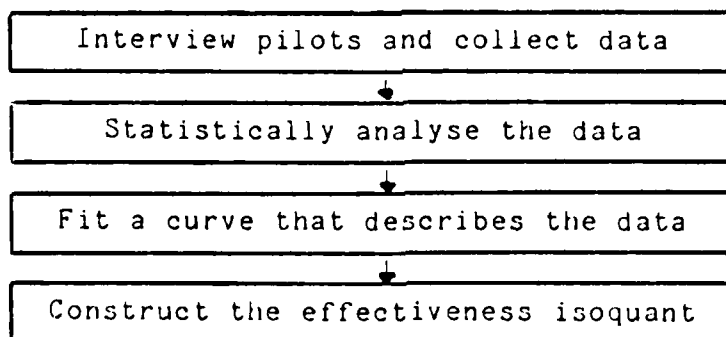 Interview pilots and collect data
Statistically analyse the data
Fit a curve that describes the data
Construct the effectiveness isoquant